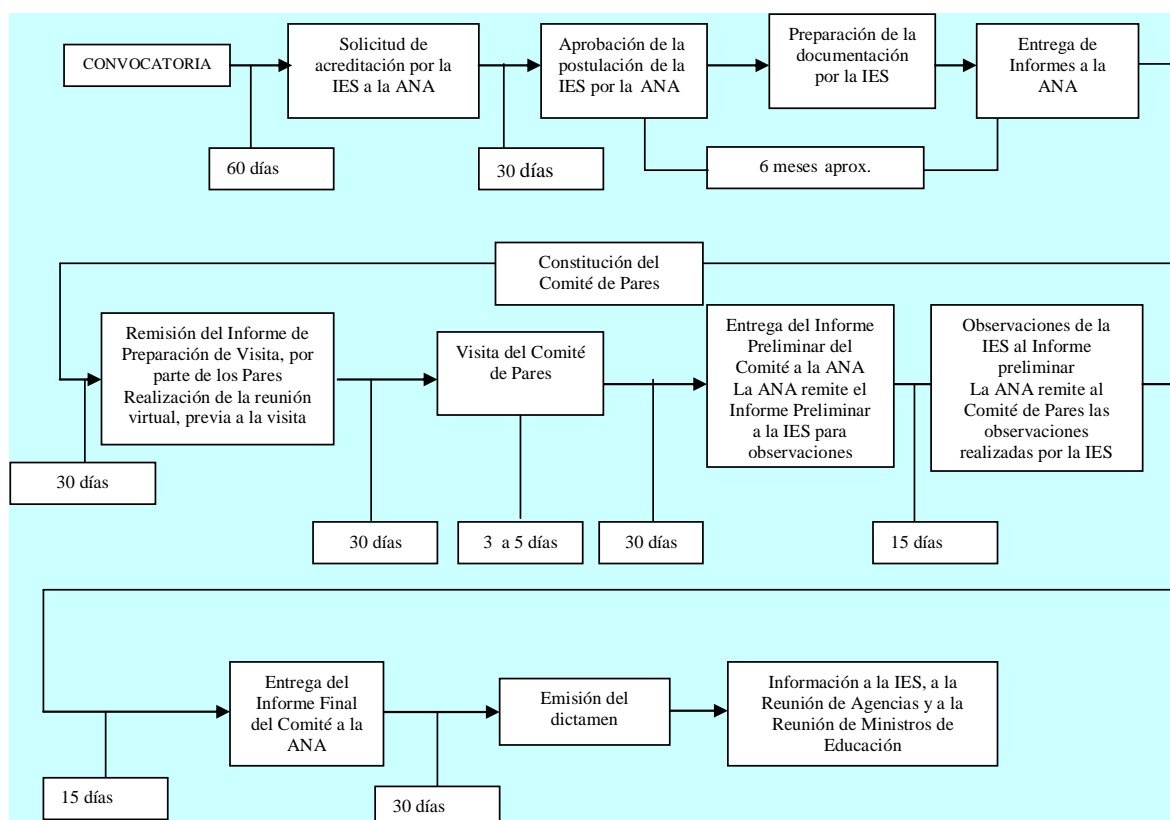 CONVOCATORIA
Solicitud de
acreditación por la
IES a la ANA
Aprobación de la
postulación de la
IES por la ANA
Preparación de la
documentación
por la IES
Entrega de
Informes a la
ANA
60 días
30 días
6 meses aprox.
Constitución del
Comité de Pares
Remisión del Informe de
Preparación de Visita, por
parte de los Pares
Realización de la reunión
virtual, previa a la visita
Visita del Comité
de Pares
Entrega del Informe
Preliminar del
Comité a la ANA
La ANA remite el
Informe Preliminar
a la IES para
observaciones
Observaciones de la
IES al Informe
preliminar
La ANA remite al
Comité de Pares las
observaciones
realizadas por la IES
30 días
30 días
3 a 5 días
30 días
15 días
Entrega del
Informe Final
del Comité a la
ANA
Emisión del
dictamen
Información a la IES, a la
Reunión de Agencias y a la
Reunión de Ministros de
Educación
15 días
30 días